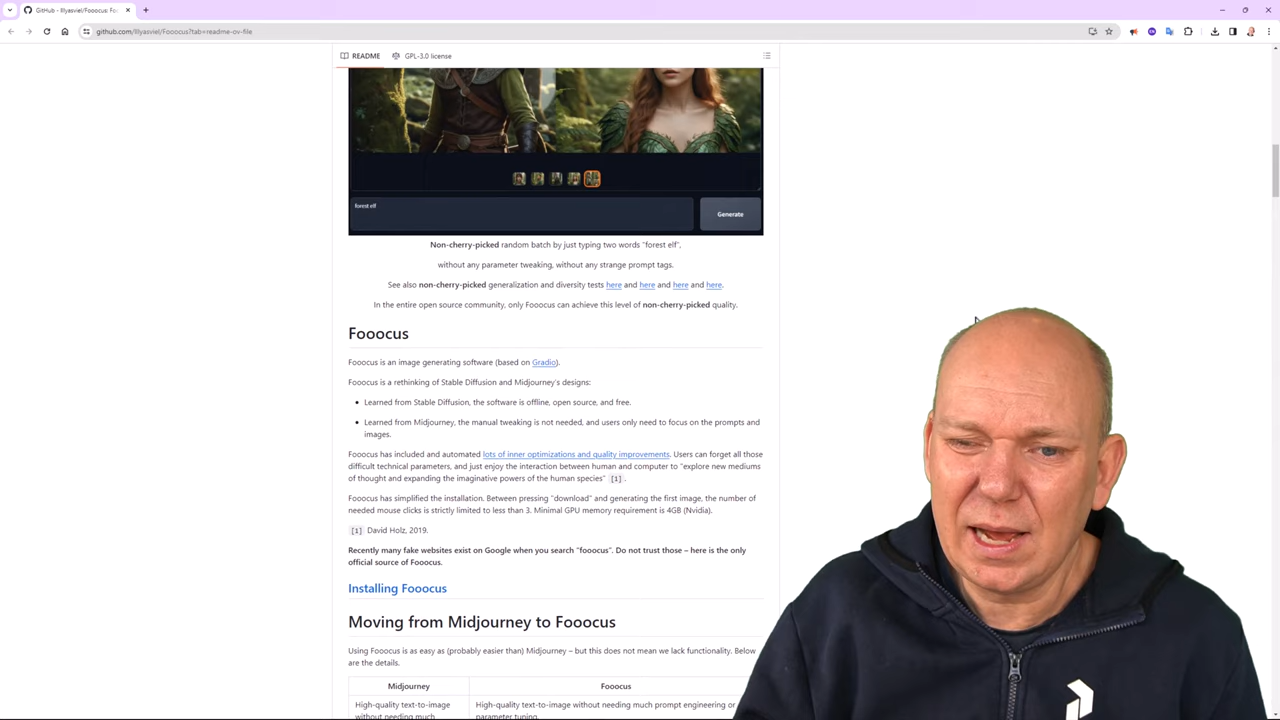 GitHub - lllyasviel/Fooocus: Fo
github.com/lllyasviel/Fooocus?tab=readme-ov-file
README
GPL-3.0 license
forest elf
Generate
Non-cherry-picked random batch by just typing two words "forest elf",
without any parameter tweaking, without any strange prompt tags.
See also non-cherry-picked generalization and diversity tests here and here and here and here.
In the entire open source community, only Fooocus can achieve this level of non-cherry-picked quality.
Fooocus
Fooocus is an image generating software (based on Gradio).
Fooocus is a rethinking of Stable Diffusion and Midjourney's designs:
• Learned from Stable Diffusion, the software is offline, open source, and free.
• Learned from Midjourney, the manual tweaking is not needed, and users only need to focus on the prompts and
images.
Fooocus has included and automated lots of inner optimizations and quality improvements. Users can forget all those
difficult technical parameters, and just enjoy the interaction between human and computer to "explore new mediums
of thought and expanding the imaginative powers of the human species" [1].
Fooocus has simplified the installation. Between pressing "download" and generating the first image, the number of
needed mouse clicks is strictly limited to less than 3. Minimal GPU memory requirement is 4GB (Nvidia).
[1] David Holz, 2019.
Recently many fake websites exist on Google when you search "fooocus". Do not trust those – here is the only
official source of Fooocus.
Installing Fooocus
Moving from Midjourney to Fooocus
Using Fooocus is as easy as (probably easier than) Midjourney – but this does not mean we lack functionality. Below
are the details.
Midjourney
Fooocus
High-quality text-to-image
without needing much
High-quality text-to-image without needing much prompt engineering or
parameter tuning.